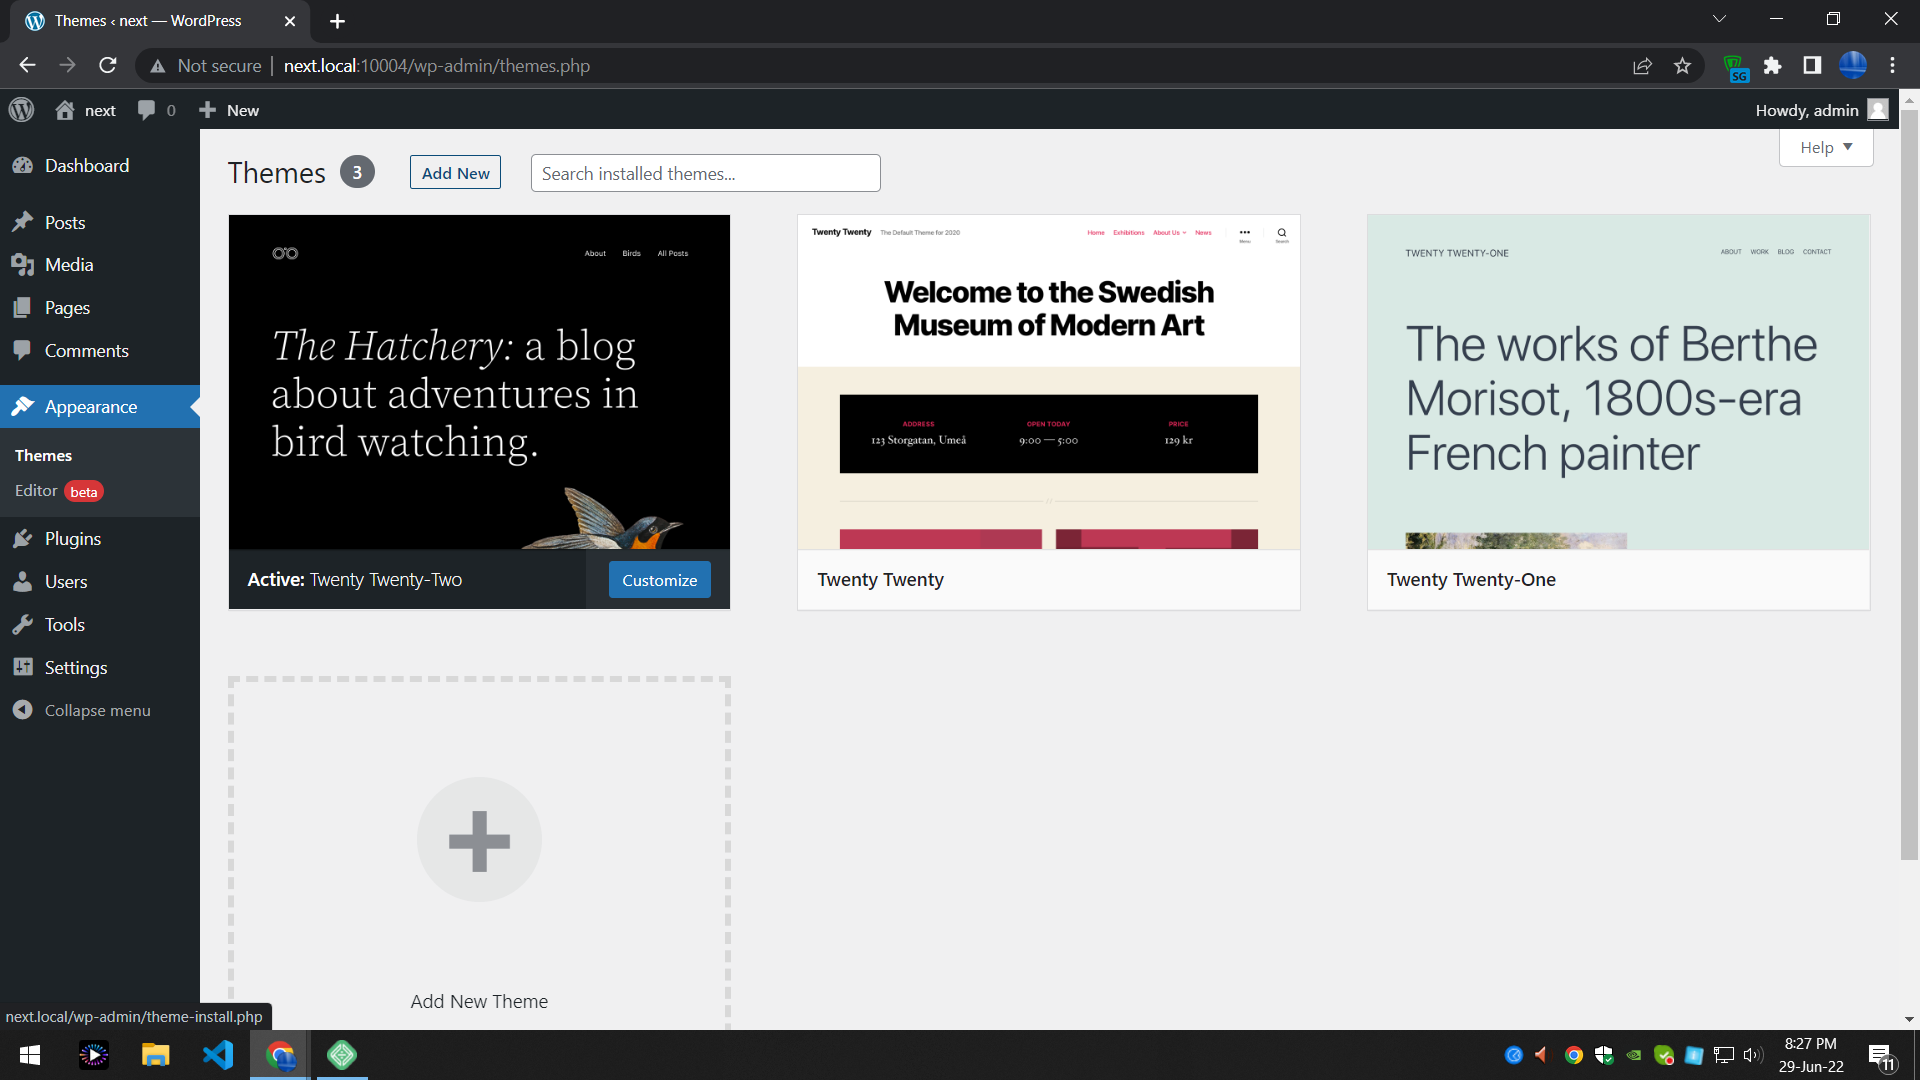 Themes ‹ next — WordPress
Not secure
next.local:10004/wp-admin/themes.php
SG
next
0
New
Howdy, admin
Dashboard
Posts
Media
Pages
Comments
Appearance
Themes
Editor beta
Plugins
Users
Tools
Settings
Collapse menu
Themes 3
Add New
Search installed themes...
Help
About Birds All Posts
The Hatchery: a blog
about adventures in
bird watching.
Active: Twenty Twenty-Two
Customize
Twenty Twenty The Default Theme for 2020
Home Exhibitions About Us News
Menu
Search
Welcome to the Swedish
Museum of Modern Art
ADDRESS
123 Storgatan, Umeå
OPEN TODAY
9:00 — 5:00
PRICE
129 kr
Twenty Twenty
TWENTY TWENTY-ONE
ABOUT WORK BLOG CONTACT
The works of Berthe
Morisot, 1800s-era
French painter
Twenty Twenty-One
Add New Theme
next.local/wp-admin/theme-install.php
8:27 PM
29-Jun-22
11